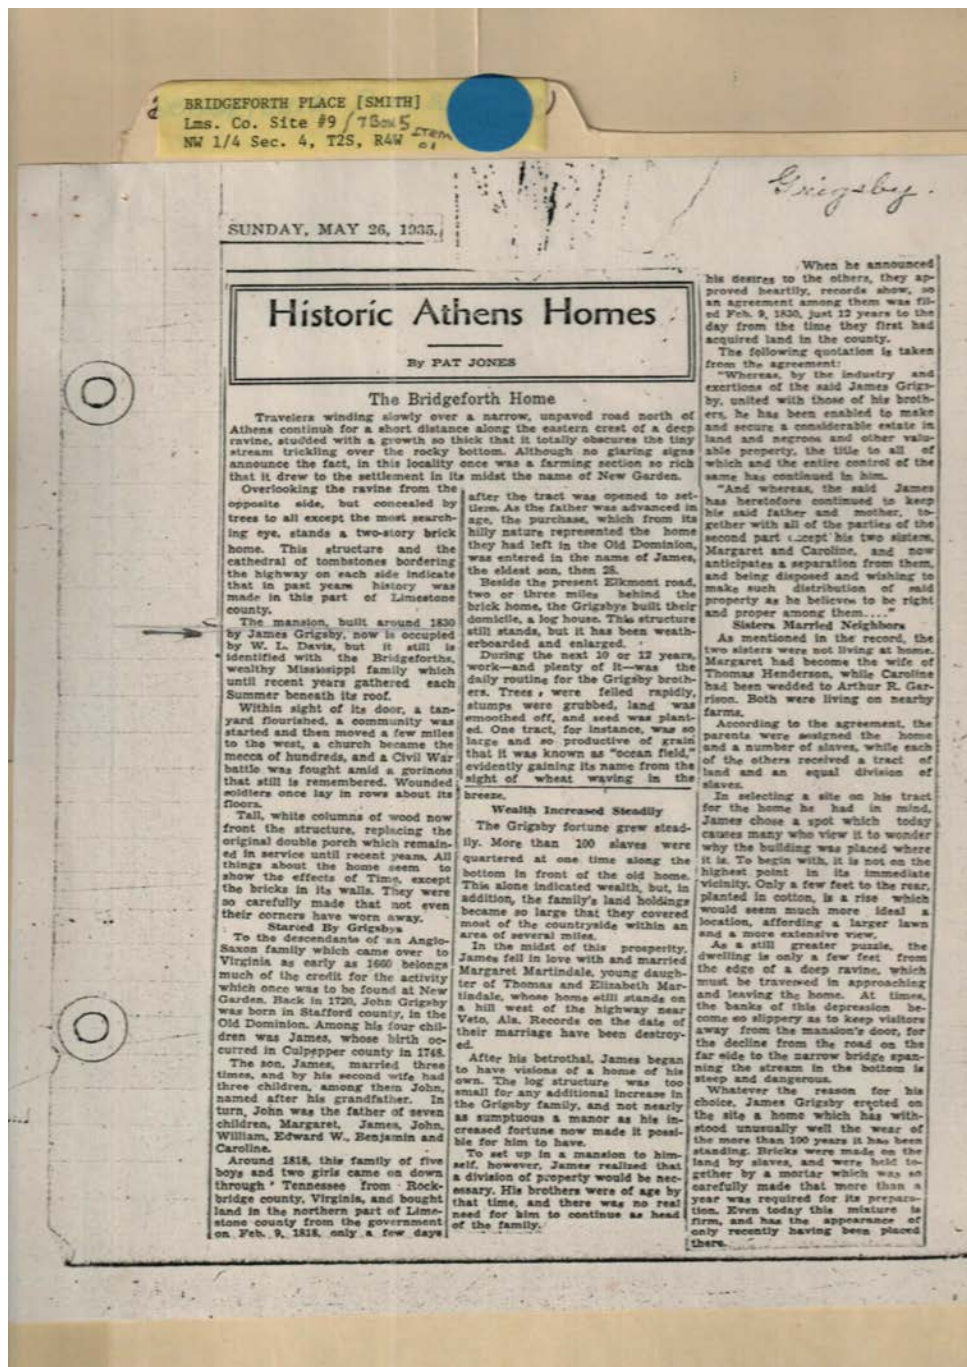 BRIDGEFORTH PLACE [SMITH]
Lms. Co. Site #9 / 7 Box 5
Item 01
NW 1/4 Sec. 4, T2S, R4W
Grigsby.
SUNDAY, MAY 26, 1935.
Historic Athens Homes
By PAT JONES
The Bridgeforth Home
Travelers winding slowly over a narrow, unpaved road north of
Athens continue for a short distance along the eastern crest of a deep
ravine, studded with a growth so thick that it totally obscures the tiny
stream trickling over the rocky bottom. Although no glaring signs
announce the fact, in this locality once was a farming section so rich
that it drew to the settlement in its midst the name of New Garden.
Overlooking the ravine from the
opposite side, but concealed by
trees to all except the most search-
ing eye, stands a two-story brick
home. This structure and the
cathedral of tombstones bordering
the highway on each side indicate
that in past years history was
made in this part of Limestone
county.
The mansion, built around 1830
by James Grigsby, now is occupied
by W. L. Davis, but it still is
identified with the Bridgeforths,
wealthy Mississippi family which
until recent years gathered each
Summer beneath its roof.
Within sight of its door, a tan-
yard flourished, a community was
started and then moved a few miles
to the west, a church became the
mecca of hundreds, and a Civil War
battle was fought amid a goriness
that still is remembered. Wounded
soldiers once lay in rows about its
floors.
Tall, white columns of wood now
front the structure, replacing the
original double porch which remain-
ed in service until recent years. All
things about the home seem to
show the effects of Time, except
the bricks in its walls. They were
so carefully made that not even
their corners have worn away.
Started By Grigsbys
To the descendants of an Anglo-
Saxon family which came over to
Virginia as early as 1660 belongs
much of the credit for the activity
which once was to be found at New
Garden. Back in 1720, John Grigsby
was born in Stafford county, in the
Old Dominion. Among his four chil-
dren was James, whose birth oc-
curred in Culpepper county in 1748.
The son, James, married three
times, and by his second wife had
three children, among them John,
named after his grandfather. In
turn, John was the father of seven
children, Margaret, James, John,
William, Edward W., Benjamin and
Caroline.
Around 1818, this family of five
boys and two girls came on down
through Tennessee from Rock-
bridge county, Virginia, and bought
land in the northern part of Lime-
stone county from the government
on Feb. 9, 1818, only a few days
after the tract was opened to set-
tlers. As the father was advanced in
age, the purchase, which from its
hilly nature represented the home
they had left in the Old Dominion,
was entered in the name of James,
the eldest son, then 28.
Beside the present Elkmont road,
two or three miles behind the
brick home, the Grigsbys built their
domicile, a log house. This structure
still stands, but it has been weath-
erboarded and enlarged.
During the next 10 or 12 years,
work—and plenty of it—was the
daily routine for the Grigsby broth-
ers. Trees were felled rapidly,
stumps were grubbed, land was
smoothed off, and seed was plant-
ed. One tract, for instance, was so
large and so productive of grain
that it was known as "ocean field,"
evidently gaining its name from the
sight of wheat waving in the
breeze.
Wealth Increased Steadily
The Grigsby fortune grew stead-
ily. More than 100 slaves were
quartered at one time along the
bottom in front of the old home.
This alone indicated wealth, but, in
addition, the family's land holdings
became so large that they covered
most of the countryside within an
area of several miles.
In the midst of this prosperity,
James fell in love with and married
Margaret Martindale, young daugh-
ter of Thomas and Elizabeth Mar-
tindale, whose home still stands on
a hill west of the highway near
Veto, Ala. Records on the date of
their marriage have been destroy-
ed.
After his betrothal, James began
to have visions of a home of his
own. The log structure was too
small for any additional increase in
the Grigsby family, and not nearly
as sumptuous a manor as his in-
creased fortune now made it possi-
ble for him to have.
To set up in a mansion to him-
self, however, James realized that
a division of property would be nec-
essary. His brothers were of age by
that time, and there was no real
need for him to continue as head
of the family.
When he announced
his desires to the others, they ap-
proved heartily, records show, so
an agreement among them was fil-
ed Feb. 9, 1830, just 12 years to the
day from the time they first had
acquired land in the county.
The following quotation is taken
from the agreement:
"Whereas, by the industry and
exertions of the said James Grigs-
by, united with those of his broth-
ers, he has been enabled to make
and secure a considerable estate in
land and negroes and other valu-
able property, the title to all of
which and the entire control of the
same has continued in him.
"And whereas, the said James
has heretofore continued to keep
his said father and mother, to-
gether with all of the parties of the
second part except his two sisters,
Margaret and Caroline, and now
anticipates a separation from them,
and being disposed and wishing to
make such distribution of said
property as he believes to be right
and proper among them...."
Sisters Married Neighbors
As mentioned in the record, the
two sisters were not living at home.
Margaret had become the wife of
Thomas Henderson, while Caroline
had been wedded to Arthur R. Gar-
rison. Both were living on nearby
farms.
According to the agreement, the
parents were assigned the home
and a number of slaves, while each
of the others received a tract of
land and an equal division of
slaves.
In selecting a site on his tract
for the home he had in mind,
James chose a spot which today
causes many who view it to wonder
why the building was placed where
it is. To begin with, it is not on the
highest point in its immediate
vicinity. Only a few feet to the rear,
planted in cotton, is a rise which
would seem much more ideal a
location, affording a larger lawn
and a more extensive view.
As a still greater puzzle, the
dwelling is only a few feet from
the edge of a deep ravine, which
must be traversed in approaching
and leaving the home. At times,
the banks of this depression be-
come so slippery as to keep visitors
away from the mansion's door, for
the decline from the road on the
far side to the narrow bridge span-
ning the stream in the bottom is
steep and dangerous.
Whatever the reason for his
choice, James Grigsby erected on
the site a home which has with-
stood unusually well the wear of
the more than 100 years it has been
standing. Bricks were made on the
land by slaves, and were held to-
gether by a mortar which was so
carefully made that more than a
year was required for its prepara-
tion. Even today this mixture is
firm, and has the appearance of
only recently having been placed
there.